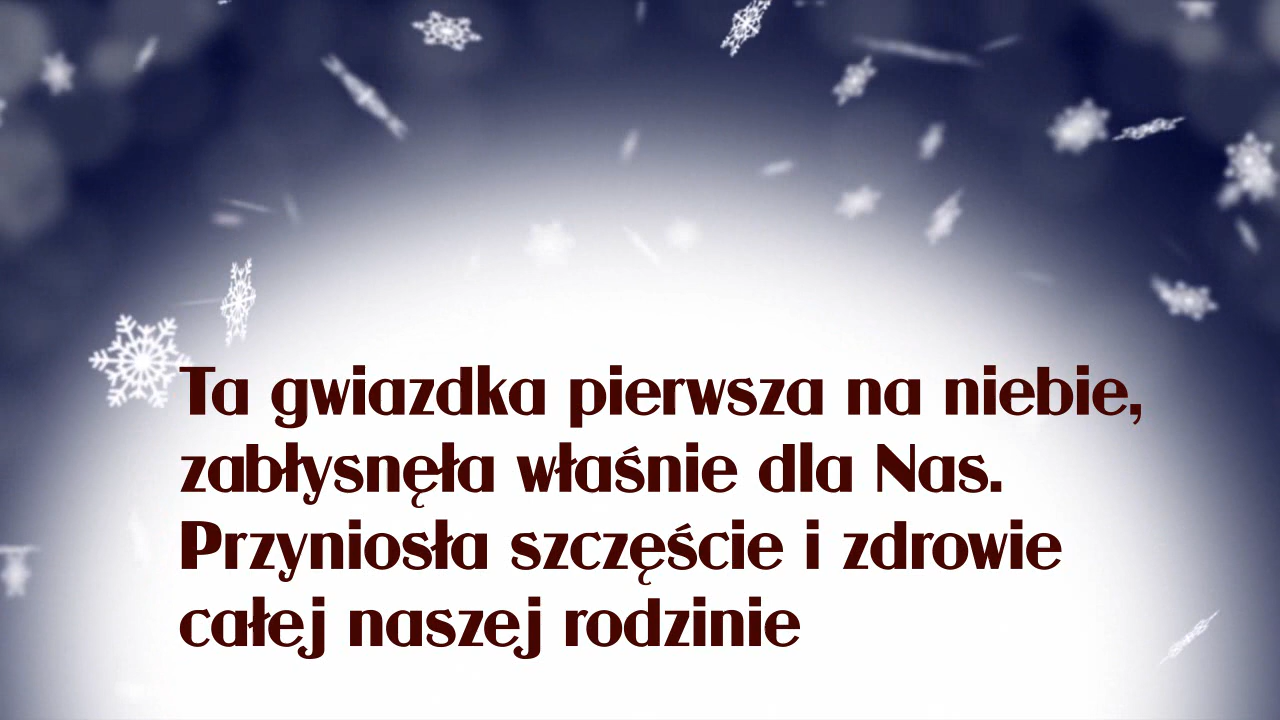 Ta gwiazdka pierwsza na niebie,
zabłysnęła właśnie dla Nas.
Przyniosła szczęście i zdrowie
całej naszej rodzinie